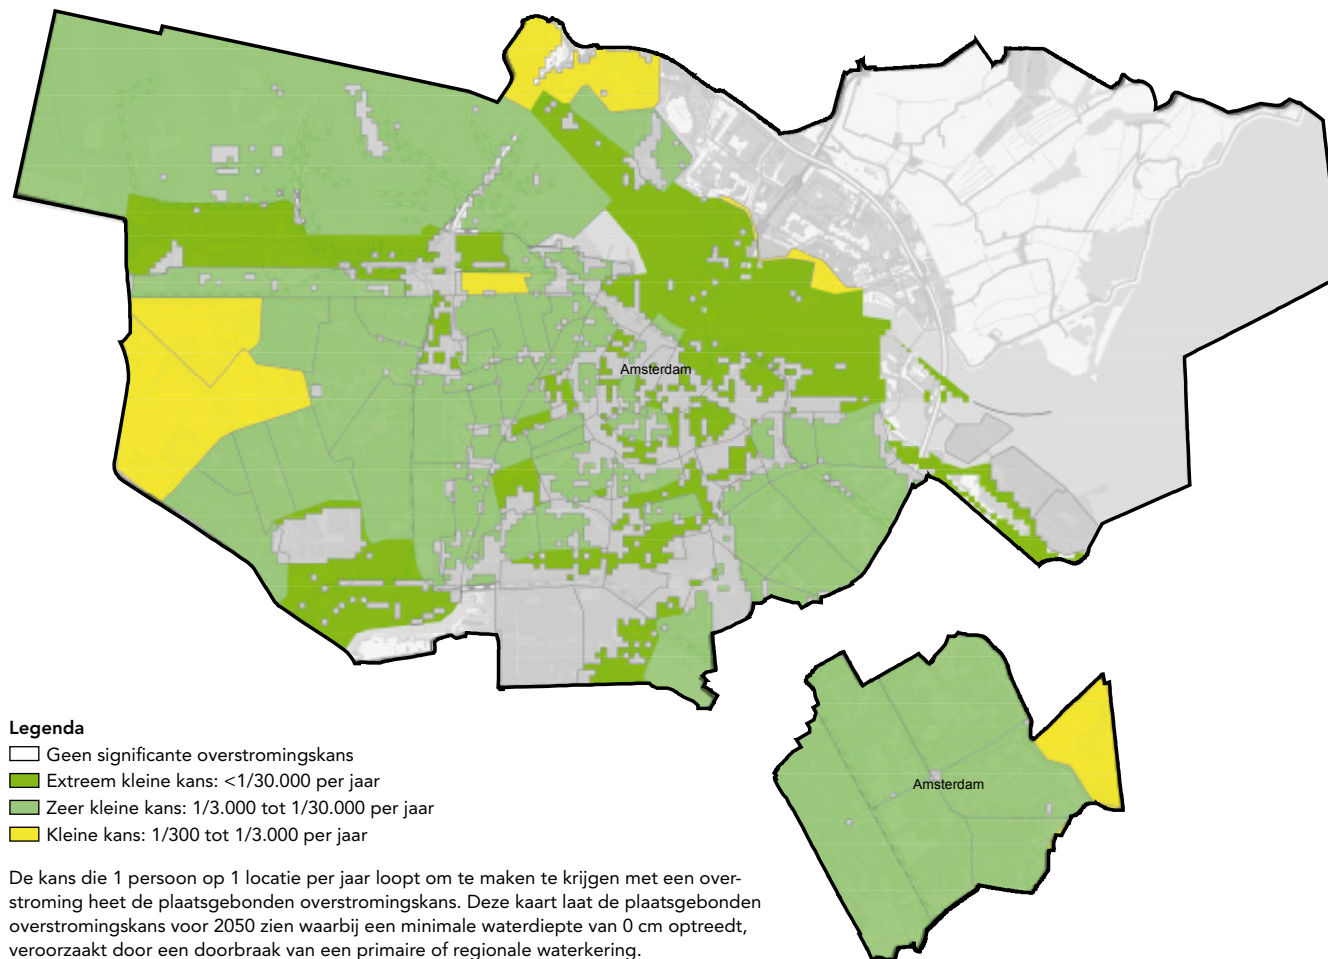 Amsterdam
Amsterdam
Legenda
Geen significante overstromingskans
Extreem kleine kans: <1/30.000 per jaar
Zeer kleine kans: 1/3.000 tot 1/30.000 per jaar
Kleine kans: 1/300 tot 1/3.000 per jaar
De kans die 1 persoon op 1 locatie per jaar loopt om te maken te krijgen met een over-
stroming heet de plaatsgebonden overstromingskans. Deze kaart laat de plaatsgebonden
overstromingskans voor 2050 zien waarbij een minimale waterdiepte van 0 cm optreedt,
veroorzaakt door een doorbraak van een primaire of regionale waterkering.